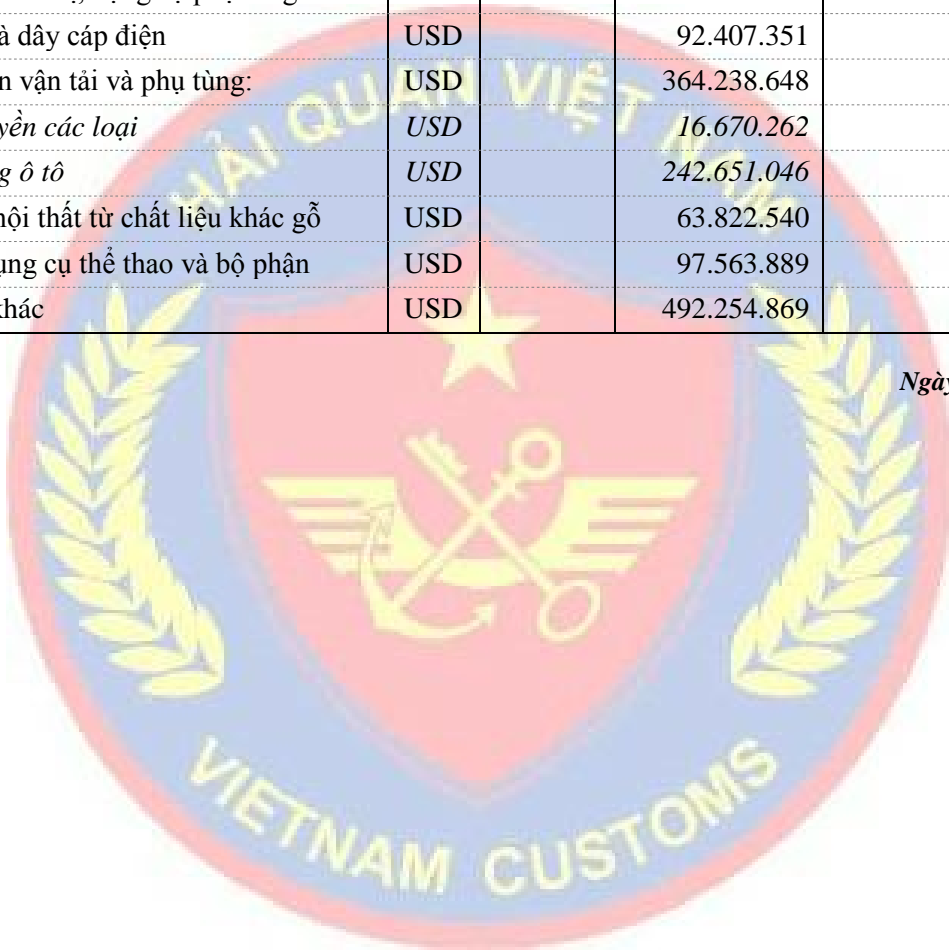 à dây cáp điện USD 92.407.351
n vận tải và phụ tùng: USD 364.238.648
yền các loại USD 16.670.262
g ô tô USD 242.651.046
nội thất từ chất liệu khác gỗ USD 63.822.540
ụng cụ thể thao và bộ phận USD 97.563.889
khác USD 492.254.869
Ngày
HẢI QUAN VIỆT NAM
VIETNAM CUSTOMS